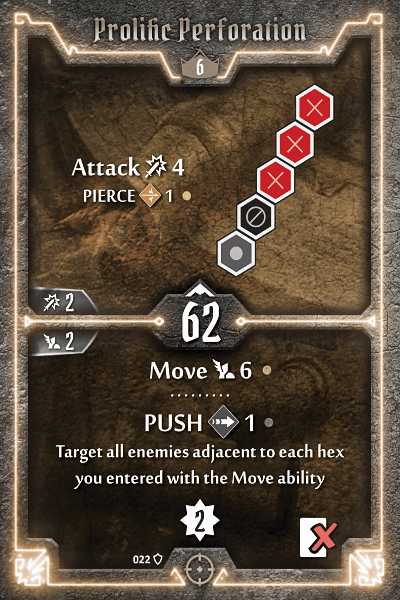 Prolific Perforation
6
Attack 4
PIERCE 1
2
62
2
Move 6
PUSH 1
Target all enemies adjacent to each hex
you entered with the Move ability
2
022